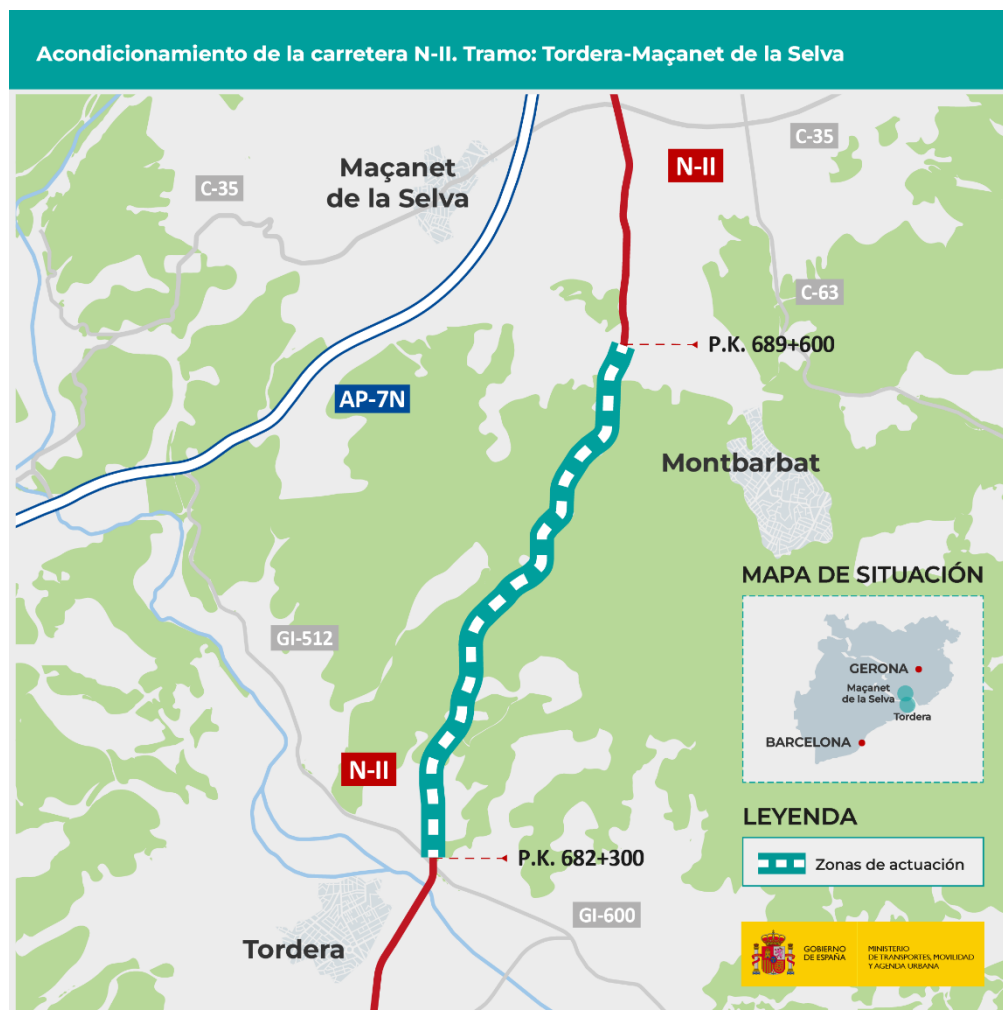 Acondicionamiento de la carretera N-II. Tramo: Tordera-Maçanet de la Selva
C-35
Maçanet
de la Selva
N-II
C-35
C-63
P.K. 689+600
AP-7N
Montbarbat
MAPA DE SITUACIÓN
GERONA
Maçanet
de la Selva
Tordera
BARCELONA
GI-512
N-II
LEYENDA
Zonas de actuación
P.K. 682+300
GI-600
Tordera
GOBIERNO
DE ESPAÑA
MINISTERIO
DE TRANSPORTES, MOVILIDAD
Y AGENDA URBANA